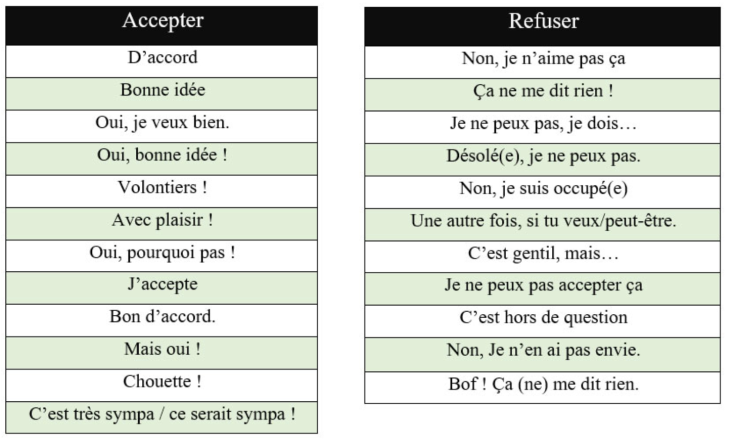 Accepter
D’accord
Bonne idée
Oui, je veux bien.
Oui, bonne idée !
Volontiers !
Avec plaisir !
Oui, pourquoi pas !
J’accepte
Bon d’accord.
Mais oui !
Chouette !
C’est très sympa / ce serait sympa !
Refuser
Non, je n’aime pas ça
Ça ne me dit rien !
Je ne peux pas, je dois…
Désolé(e), je ne peux pas.
Non, je suis occupé(e)
Une autre fois, si tu veux/peut-être.
C’est gentil, mais…
Je ne peux pas accepter ça
C’est hors de question
Non, Je n’en ai pas envie.
Bof ! Ça (ne) me dit rien.